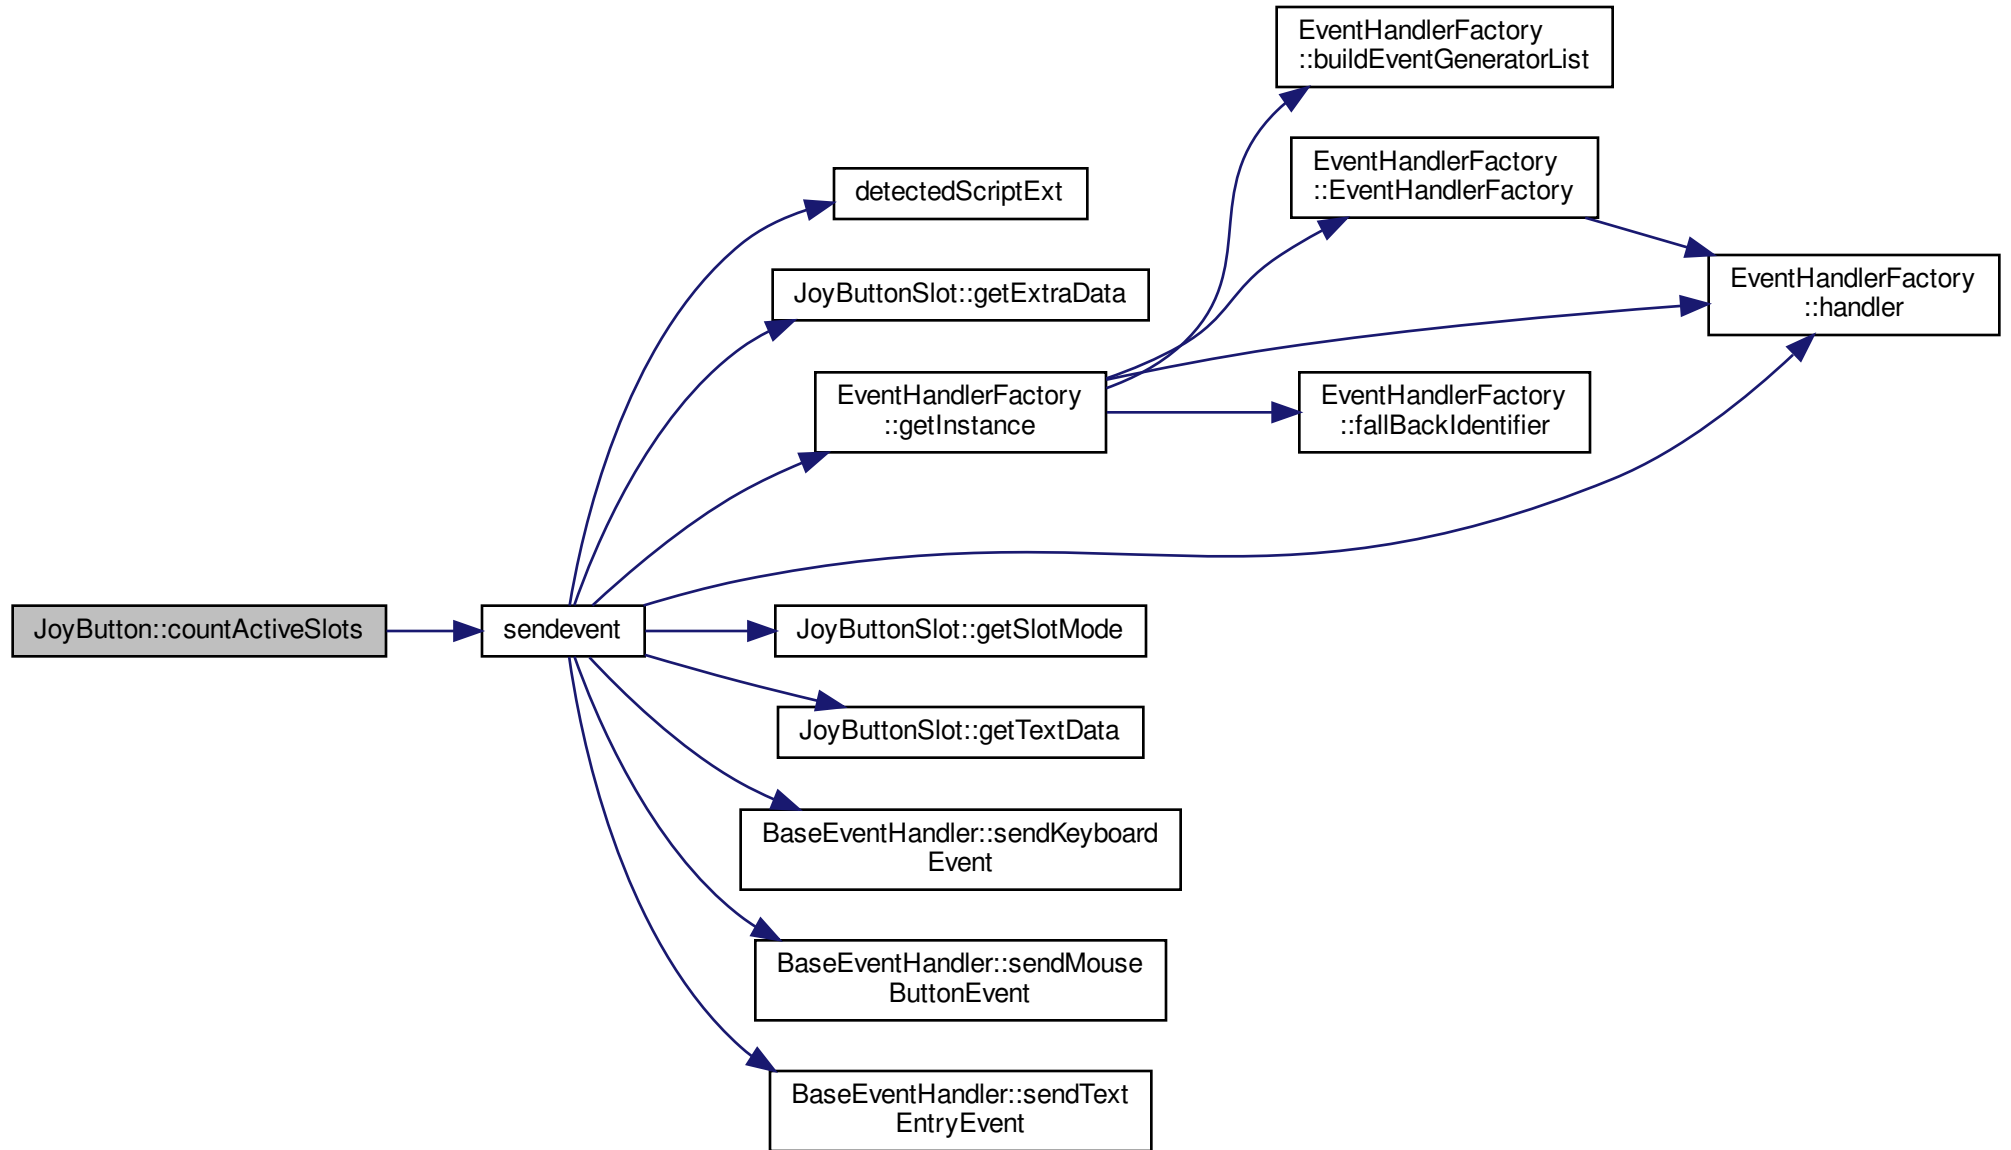 EventHandlerFactory
::buildEventGeneratorList
EventHandlerFactory
::EventHandlerFactory
detectedScriptExt
JoyButtonSlot::getExtraData
EventHandlerFactory
::handler
EventHandlerFactory
::getInstance
EventHandlerFactory
::fallBackIdentifier
JoyButton::countActiveSlots
sendevent
JoyButtonSlot::getSlotMode
JoyButtonSlot::getTextData
BaseEventHandler::sendKeyboard
Event
BaseEventHandler::sendMouse
ButtonEvent
BaseEventHandler::sendText
EntryEvent